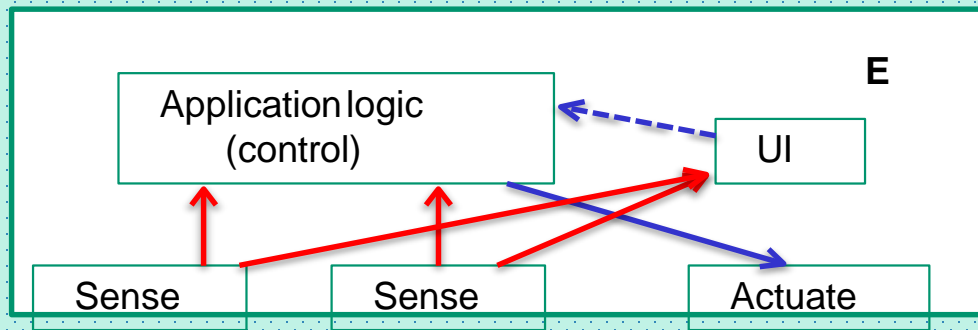 E
Application logic
(control)
UI
Sense
Sense
Actuate